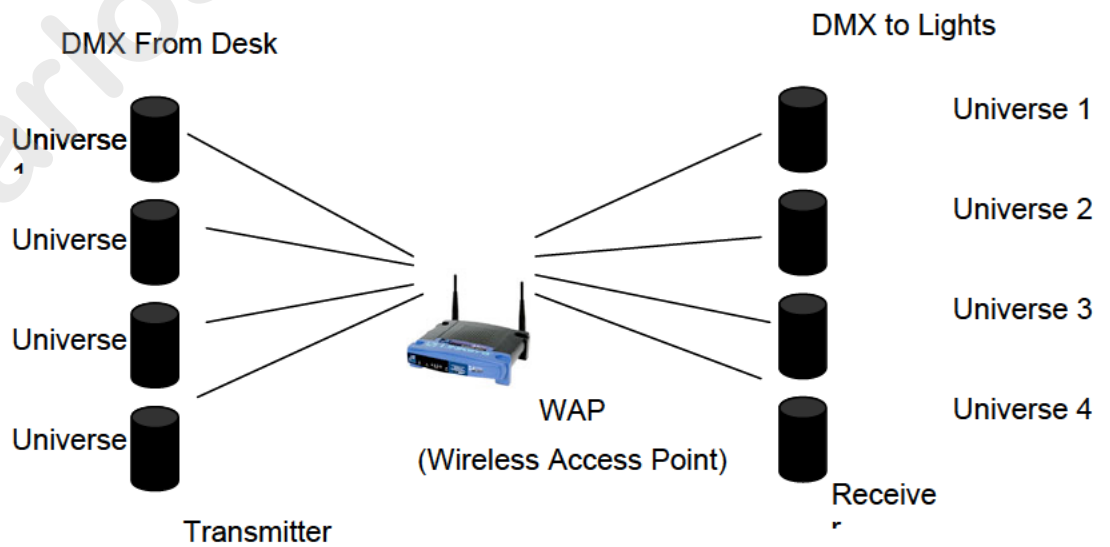 DMX From Desk
DMX to Lights
Universe
1
Universe
Universe
Universe
Transmitter
WAP
(Wireless Access Point)
Universe 1
Universe 2
Universe 3
Universe 4
Receive
r